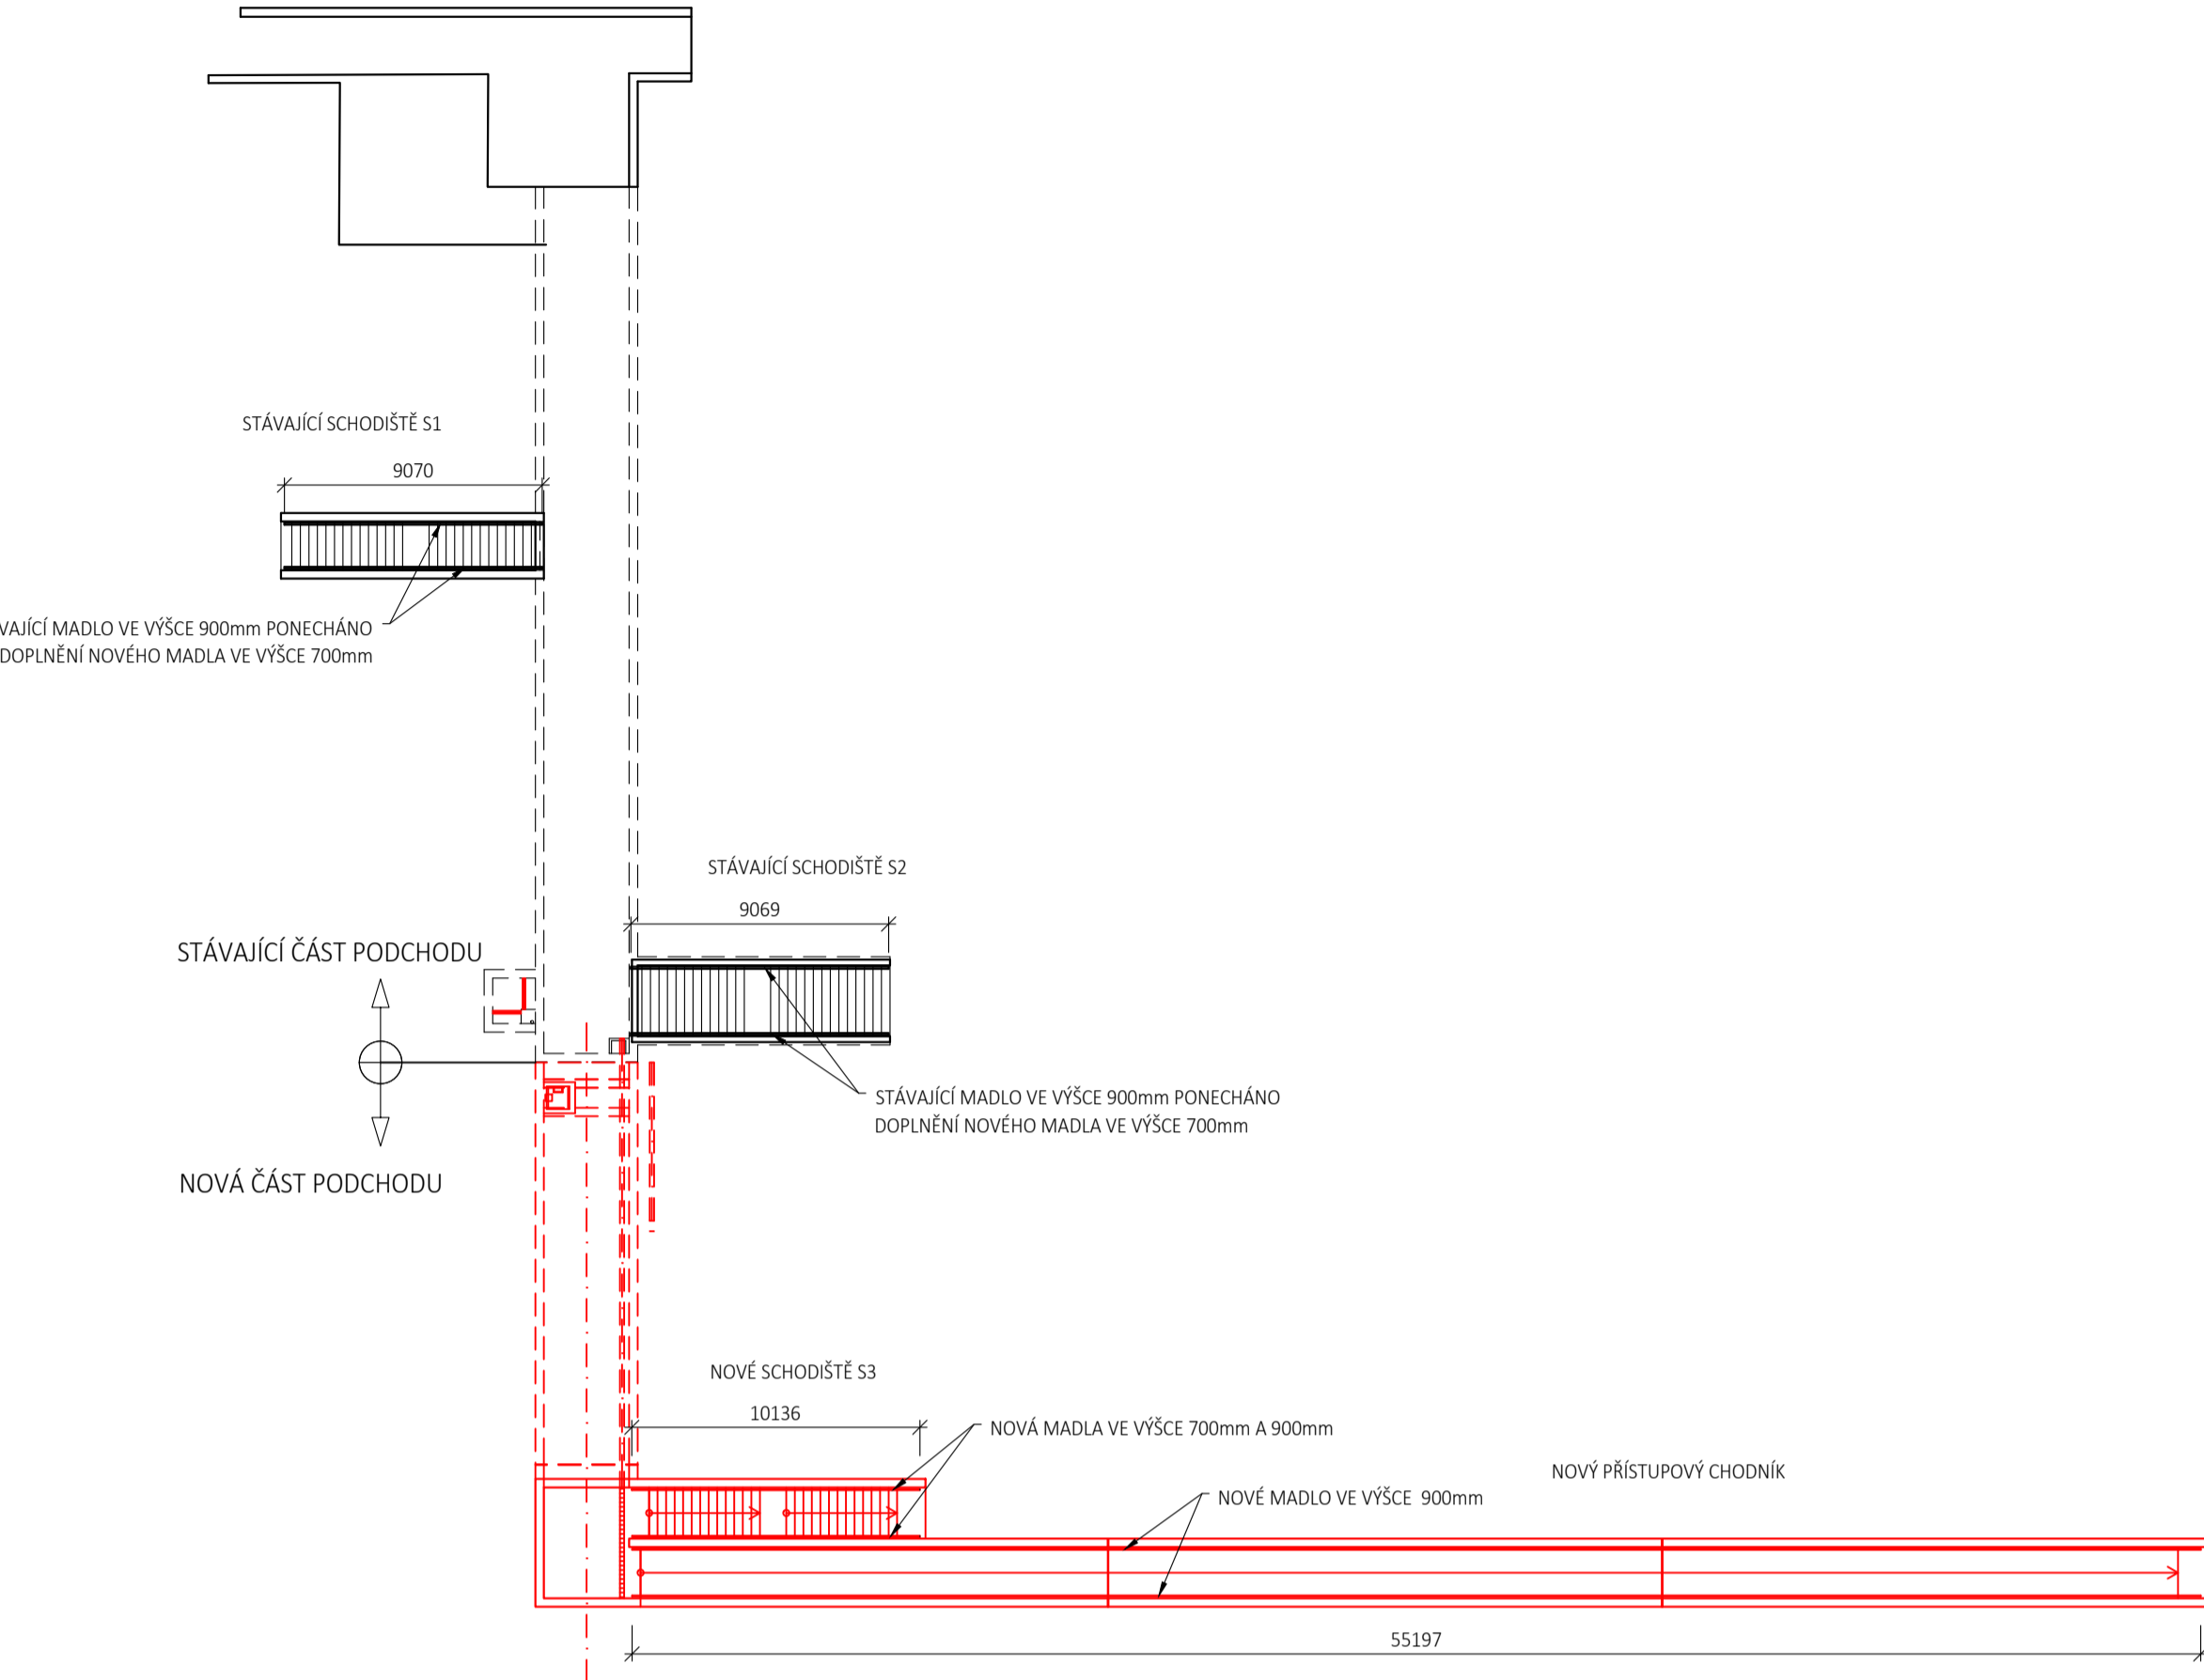 STÁVAJÍCÍ SCHODIŠTĚ S1
9070
VAJÍCÍ MADLO VE VÝŠCE 900mm PONECHÁNO
DOPLNĚNÍ NOVÉHO MADLA VE VÝŠCE 700mm
STÁVAJÍCÍ SCHODIŠTĚ S2
9069
STÁVAJÍCÍ ČÁST PODCHODU
STÁVAJÍCÍ MADLO VE VÝŠCE 900mm PONECHÁNO
DOPLNĚNÍ NOVÉHO MADLA VE VÝŠCE 700mm
NOVÁ ČÁST PODCHODU
NOVÉ SCHODIŠTĚ S3
10136
NOVÁ MADLA VE VÝŠCE 700mm A 900mm
NOVÝ PŘÍSTUPOVÝ CHODNÍK
NOVÉ MADLO VE VÝŠCE 900mm
55197